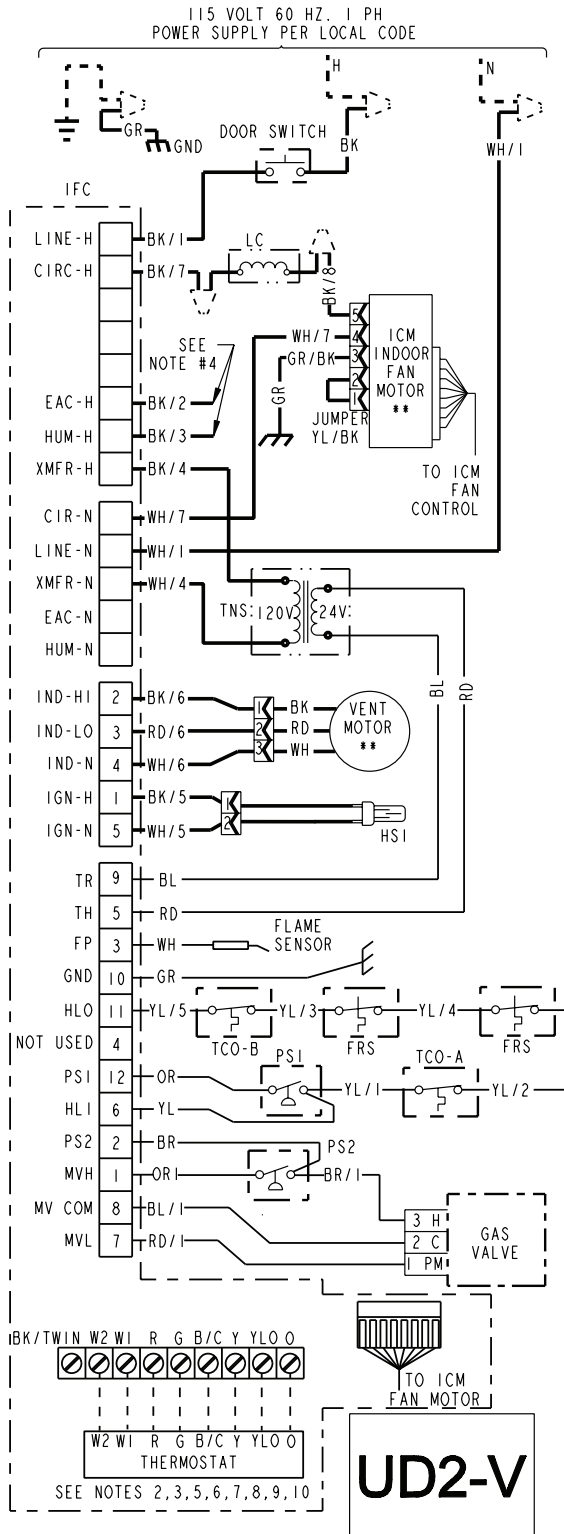 115 VOLT 60 HZ. 1 PH
POWER SUPPLY PER LOCAL CODE
H
N
GR
GND
DOOR SWITCH
BK
WH/1
IFC
LINE-H BK/1
LC
CIRC-H BK/7
BK/8
SEE
NOTE #4
WH/7
GR/BK
GR
5
4
3
2
1
ICM
INDOOR
FAN
MOTOR
**
JUMPER
YL/BK
TO ICM
FAN
CONTROL
EAC-H BK/2
HUM-H BK/3
XMFR-H BK/4
CIR-N WH/7
LINE-N WH/1
XMFR-N WH/4
EAC-N
HUM-N
TNS 120V 24V
BL
RD
IND-HI 2 BK/6 1 BK
IND-LO 3 RD/6 2 RD
IND-N 4 WH/6 3 WH
VENT
MOTOR
**
IGN-H 1 BK/5 1
IGN-N 5 WH/5 2
HSI
TR 9 BL
TH 5 RD
FP 3 WH
FLAME
SENSOR
GND 10 GR
HLO 11 YL/5 YL/3 YL/4
TCO-B FRS FRS
NOT USED 4
PS1 TCO-A
PS1 12 OR YL/1 YL/2
HLI 6 YL
PS2 2 BR
PS2
MVH 1 OR1 BR/1
MV COM 8 BL/1
MVL 7 RD/1
3 H
2 C
1 PM
GAS
VALVE
BK/TWIN W2 W1 R G B/C Y YLO O
TO ICM
FAN MOTOR
W2 W1 R G B/C Y YLO O
THERMOSTAT
SEE NOTES 2,3,5,6,7,8,9,10
UD2-V